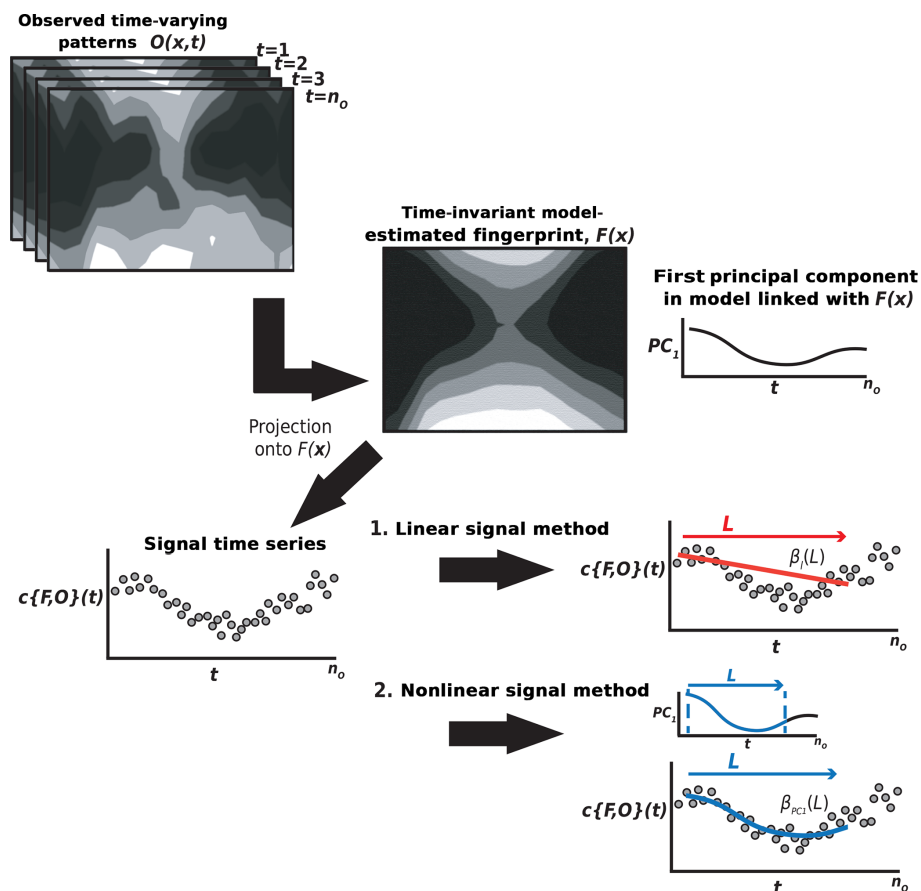 Observed time-varying
patterns O(x,t)
t=1
t=2
t=3
t=nₒ
Time-invariant model-
estimated fingerprint, F(x)
First principal component
in model linked with F(x)
PC₁
t
nₒ
Projection
onto F(x)
Signal time series
c{F,O}(t)
t
nₒ
1. Linear signal method
L
βₗ(L)
c{F,O}(t)
t
nₒ
2. Nonlinear signal method
L
PC₁
t
nₒ
L
β_PC1(L)
c{F,O}(t)
t
nₒ